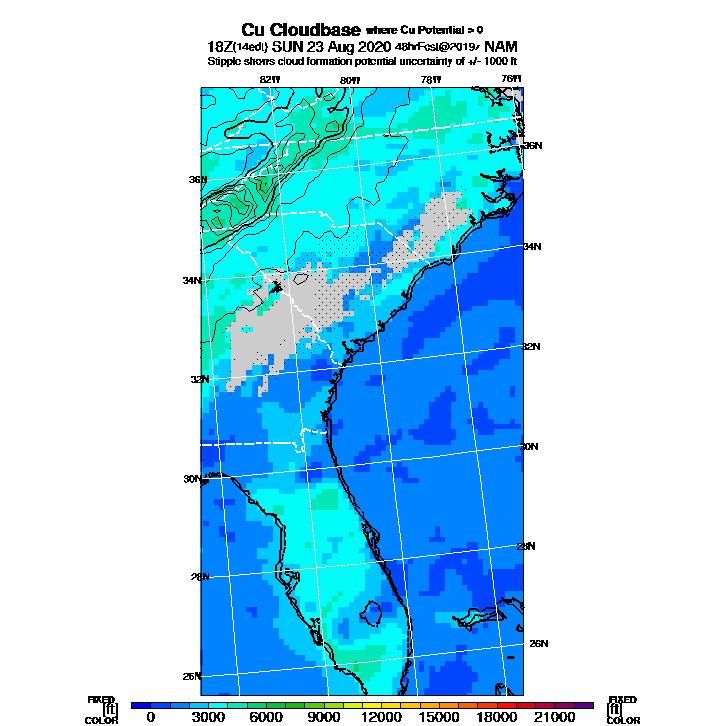 Cu Cloudbase where Cu Potential > 0
18Z(14edt) SUN 23 Aug 2020 48hrFcst@2019z NAM
Stipple shows cloud formation potential uncertainty of +/- 1000 ft
82W 80W 78W 76W
36N
36N
34N
34N
32N
32N
30N
30N
28N
28N
26N
26N
FIXED FIXED
[ft] [ft]
COLOR COLOR
0 3000 6000 9000 12000 15000 18000 21000